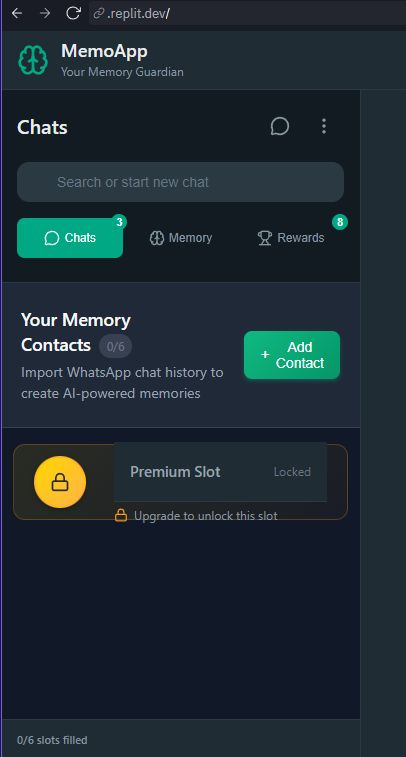 .replit.dev/
MemoApp
Your Memory Guardian
Chats
Search or start new chat
Chats 3
Memory
Rewards 8
Your Memory
Contacts 0/6
Import WhatsApp chat history to
create AI-powered memories
+ Add
Contact
Premium Slot Locked
Upgrade to unlock this slot
0/6 slots filled